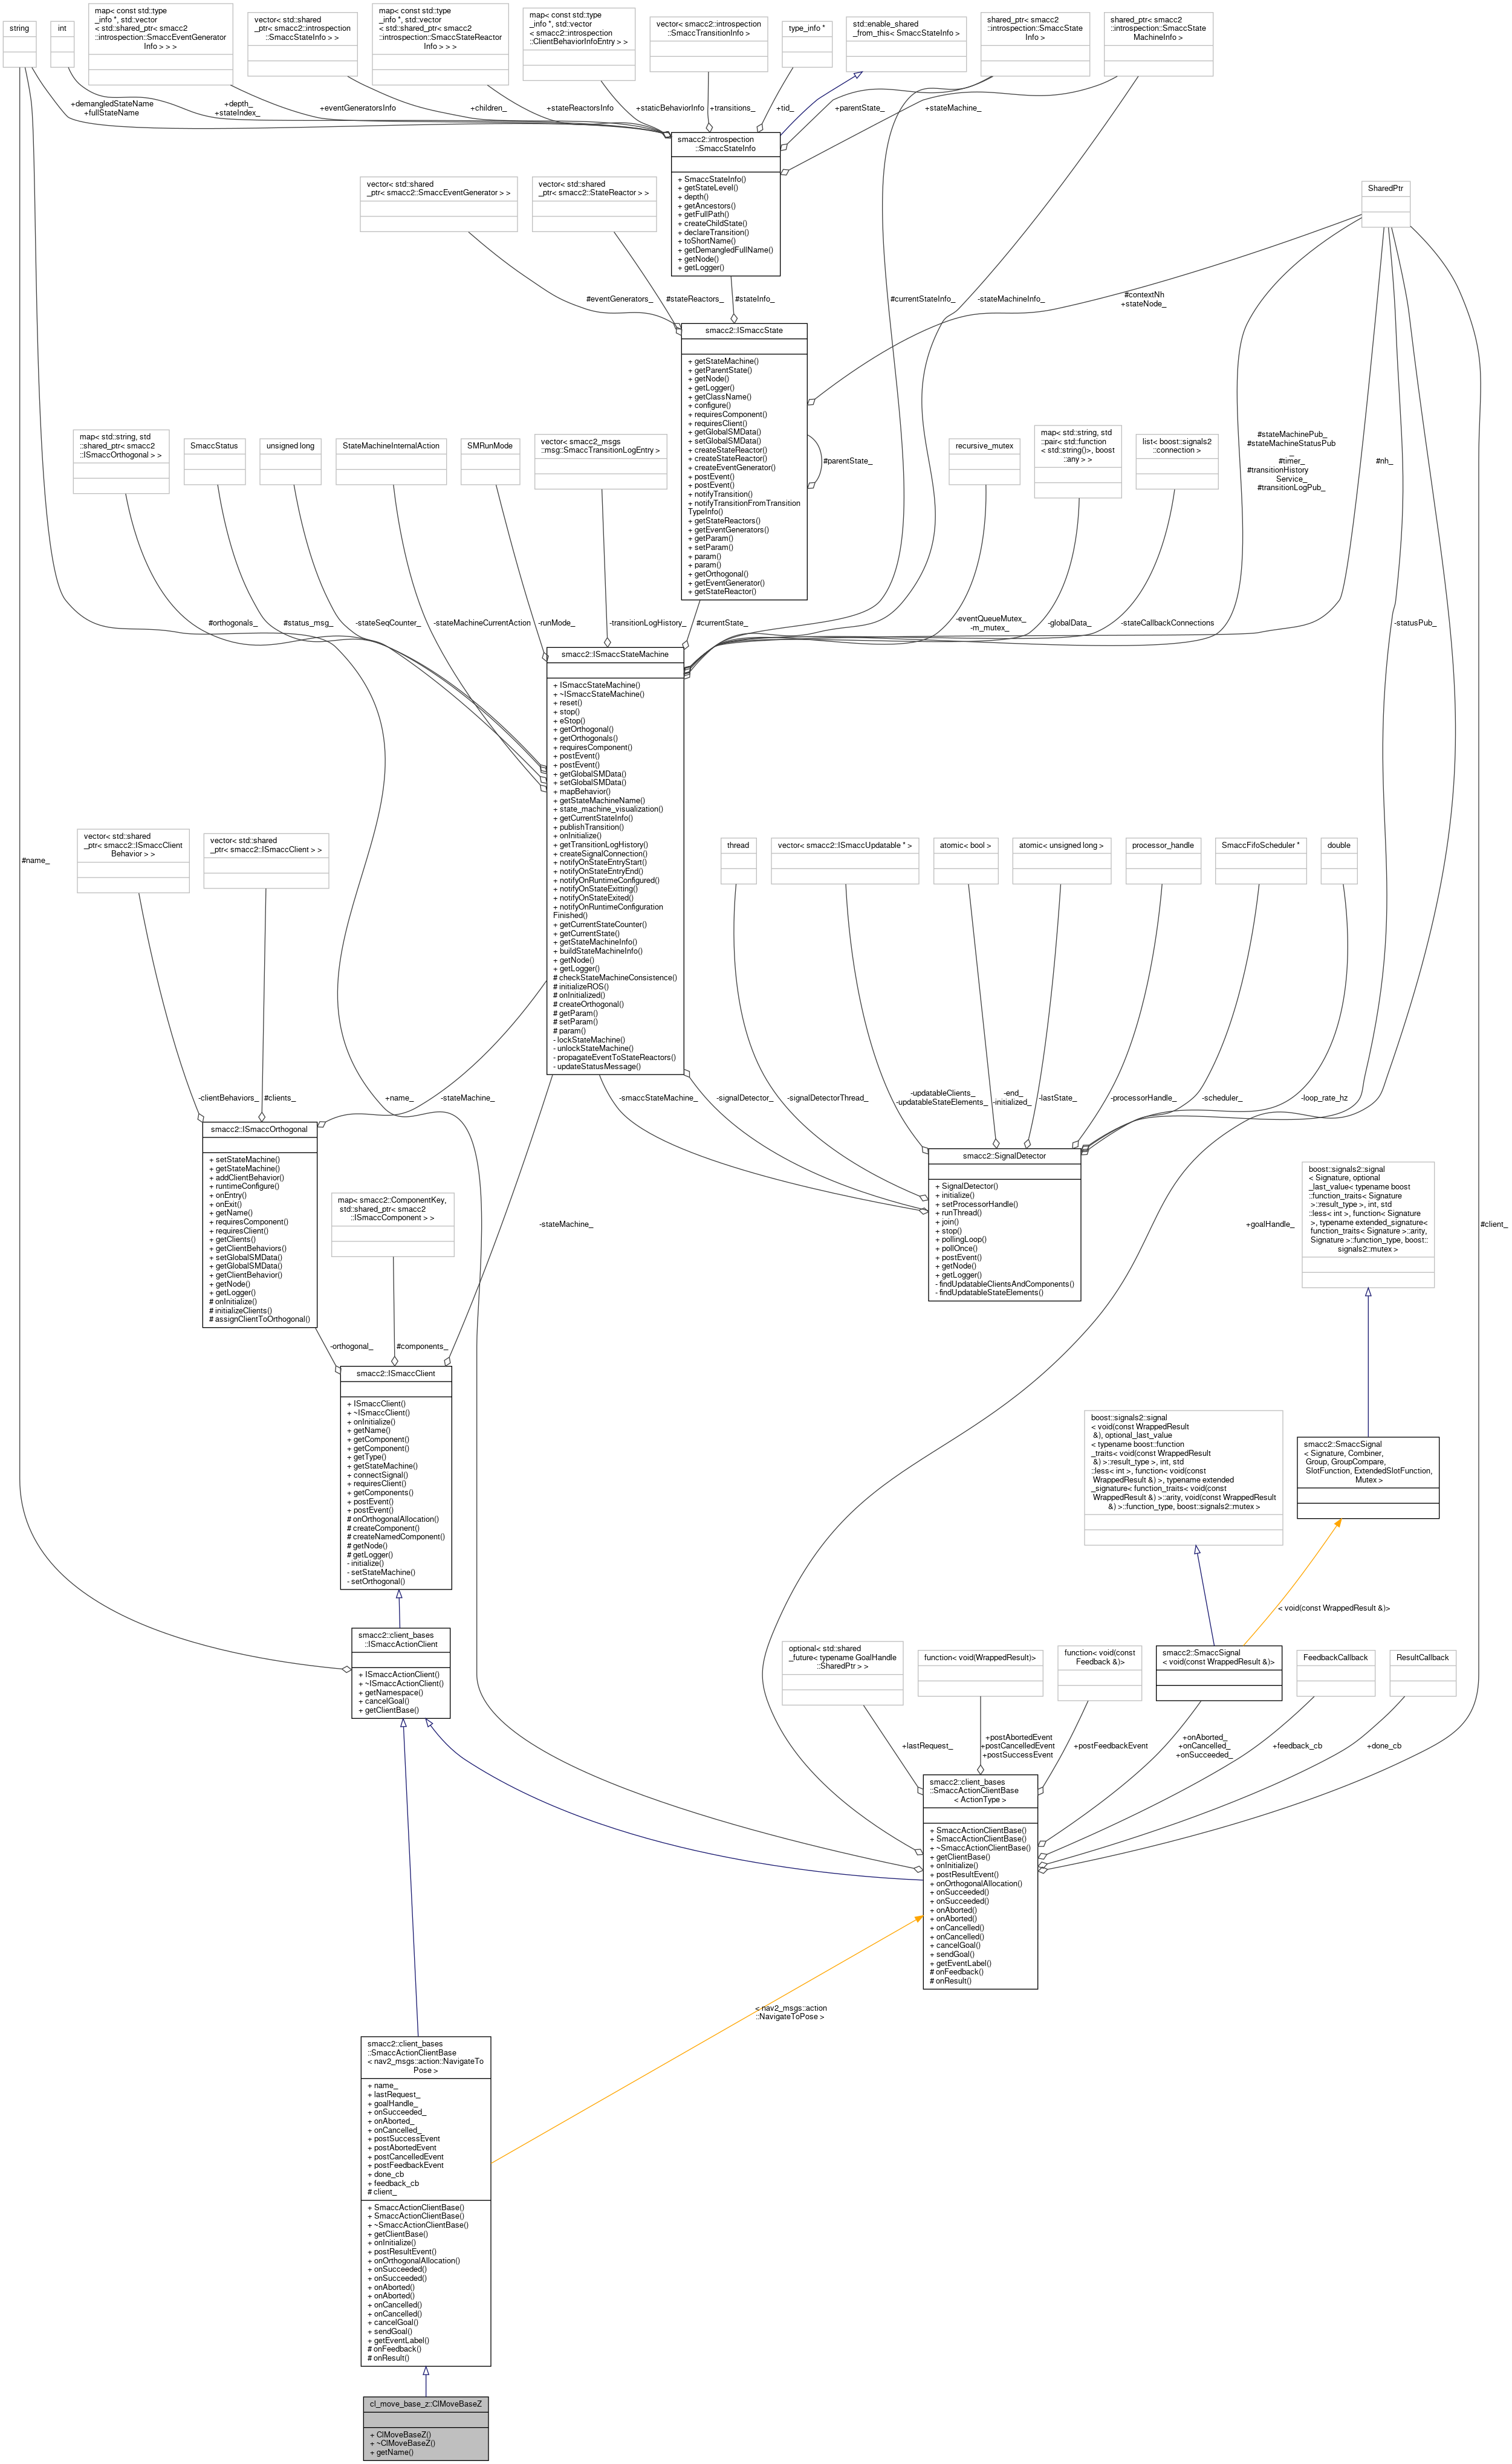 string
int
map< const std::type
_info *, std::vector
< std::shared_ptr< smacc2
::introspection::SmaccEventGenerator
Info > > >
vector< std::shared
_ptr< smacc2::introspection
::SmaccStateInfo > >
map< const std::type
_info *, std::vector
< std::shared_ptr< smacc2
::introspection::SmaccStateReactor
Info > > >
map< const std::type
_info *, std::vector
< smacc2::introspection
::ClientBehaviorInfoEntry > >
vector< smacc2::introspection
::SmaccTransitionInfo >
type_info *
std::enable_shared
_from_this< SmaccStateInfo >
shared_ptr< smacc2
::introspection::SmaccState
Info >
shared_ptr< smacc2
::introspection::SmaccState
MachineInfo >
+demangledStateName
+fullStateName
+depth_
+stateIndex_
+eventGeneratorsInfo
+children_
+stateReactorsInfo
+staticBehaviorInfo
+transitions_
+tid_
+parentState_
+stateMachine_
smacc2::introspection
::SmaccStateInfo
+ SmaccStateInfo()
+ getStateLevel()
+ depth()
+ getAncestors()
+ getFullPath()
+ createChildState()
+ declareTransition()
+ toShortName()
+ getDemangledFullName()
+ getNode()
+ getLogger()
vector< std::shared
_ptr< smacc2::SmaccEventGenerator > >
vector< std::shared
_ptr< smacc2::StateReactor > >
SharedPtr
#eventGenerators_
#stateReactors_
#stateInfo_
#currentStateInfo_
-stateMachineInfo_
#contextNh
+stateNode_
smacc2::ISmaccState
+ getStateMachine()
+ getParentState()
+ getNode()
+ getLogger()
+ getClassName()
+ configure()
+ requiresComponent()
+ requiresClient()
+ getGlobalSMData()
+ setGlobalSMData()
+ createStateReactor()
+ createStateReactor()
+ createEventGenerator()
+ postEvent()
+ postEvent()
+ notifyTransition()
+ notifyTransitionFromTransition
TypeInfo()
+ getStateReactors()
+ getEventGenerators()
+ getParam()
+ setParam()
+ param()
+ param()
+ getOrthogonal()
+ getEventGenerator()
+ getStateReactor()
#parentState_
map< std::string, std
::shared_ptr< smacc2
::ISmaccOrthogonal > >
SmaccStatus
unsigned long
StateMachineInternalAction
SMRunMode
vector< smacc2_msgs
::msg::SmaccTransitionLogEntry >
recursive_mutex
map< std::string, std
::pair< std::function
< std::string()>, boost
::any > >
list< boost::signals2
::connection >
#stateMachinePub_
#stateMachineStatusPub
_
#timer_
#transitionHistory
Service_
#transitionLogPub_
#nh_
#orthogonals_
#status_msg_
-stateSeqCounter_
-stateMachineCurrentAction
-runMode_
-transitionLogHistory_
#currentState_
-eventQueueMutex_
-m_mutex_
-globalData_
-stateCallbackConnections
-statusPub_
smacc2::ISmaccStateMachine
+ ISmaccStateMachine()
+ ~ISmaccStateMachine()
+ reset()
+ stop()
+ eStop()
+ getOrthogonal()
+ getOrthogonals()
+ requiresComponent()
+ postEvent()
+ postEvent()
+ getGlobalSMData()
+ setGlobalSMData()
+ mapBehavior()
+ getStateMachineName()
+ state_machine_visualization()
+ getCurrentStateInfo()
+ publishTransition()
+ onInitialize()
+ getTransitionLogHistory()
+ createSignalConnection()
+ notifyOnStateEntryStart()
+ notifyOnStateEntryEnd()
+ notifyOnRuntimeConfigured()
+ notifyOnStateExitting()
+ notifyOnStateExited()
+ notifyOnRuntimeConfiguration
Finished()
+ getCurrentStateCounter()
+ getCurrentState()
+ getStateMachineInfo()
+ buildStateMachineInfo()
+ getNode()
+ getLogger()
# checkStateMachineConsistence()
# initializeROS()
# onInitialized()
# createOrthogonal()
# getParam()
# setParam()
# param()
- lockStateMachine()
- unlockStateMachine()
- propagateEventToStateReactors()
- updateStatusMessage()
#name_
vector< std::shared
_ptr< smacc2::ISmaccClient
Behavior > >
vector< std::shared
_ptr< smacc2::ISmaccClient > >
thread
vector< smacc2::ISmaccUpdatable * >
atomic< bool >
atomic< unsigned long >
processor_handle
SmaccFifoScheduler *
double
-clientBehaviors_
#clients_
+name_
-stateMachine_
-smaccStateMachine_
-signalDetector_
-signalDetectorThread_
-updatableClients_
-updatableStateElements_
-end_
-initialized_
-lastState_
-processorHandle_
-scheduler_
-loop_rate_hz
smacc2::ISmaccOrthogonal
+ setStateMachine()
+ getStateMachine()
+ addClientBehavior()
+ runtimeConfigure()
+ onEntry()
+ onExit()
+ getName()
+ requiresComponent()
+ requiresClient()
+ getClients()
+ getClientBehaviors()
+ setGlobalSMData()
+ getGlobalSMData()
+ getClientBehavior()
+ getNode()
+ getLogger()
# onInitialize()
# initializeClients()
# assignClientToOrthogonal()
map< smacc2::ComponentKey,
std::shared_ptr< smacc2
::ISmaccComponent > >
smacc2::SignalDetector
+ SignalDetector()
+ initialize()
+ setProcessorHandle()
+ runThread()
+ join()
+ stop()
+ pollingLoop()
+ pollOnce()
+ postEvent()
+ getNode()
+ getLogger()
- findUpdatableClientsAndComponents()
- findUpdatableStateElements()
boost::signals2::signal
< Signature, optional
_last_value< typename boost
::function_traits< Signature
>::result_type >, int, std
::less< int >, function< Signature
>, typename extended_signature<
function_traits< Signature >::arity,
Signature >::function_type, boost::
signals2::mutex >
-stateMachine_
+goalHandle_
#client_
-orthogonal_
#components_
smacc2::ISmaccClient
+ ISmaccClient()
+ ~ISmaccClient()
+ onInitialize()
+ getName()
+ getComponent()
+ getComponent()
+ getType()
+ getStateMachine()
+ connectSignal()
+ requiresClient()
+ getComponents()
+ postEvent()
+ postEvent()
# onOrthogonalAllocation()
# createComponent()
# createNamedComponent()
# getNode()
# getLogger()
- initialize()
- setStateMachine()
- setOrthogonal()
boost::signals2::signal
< void(const WrappedResult
&), optional_last_value
< typename boost::function
_traits< void(const WrappedResult
&) >::result_type >, int, std
::less< int >, function< void(const
WrappedResult &) >, typename extended
_signature< function_traits< void(const
WrappedResult &) >::arity, void(const WrappedResult
&) >::function_type, boost::signals2::mutex >
smacc2::SmaccSignal
< Signature, Combiner,
Group, GroupCompare,
SlotFunction, ExtendedSlotFunction,
Mutex >
< void(const WrappedResult &)>
smacc2::client_bases
::ISmaccActionClient
+ ISmaccActionClient()
+ ~ISmaccActionClient()
+ getNamespace()
+ cancelGoal()
+ getClientBase()
optional< std::shared
_future< typename GoalHandle
::SharedPtr > >
function< void(WrappedResult)>
function< void(const
Feedback &)>
smacc2::SmaccSignal
< void(const WrappedResult &)>
FeedbackCallback
ResultCallback
+lastRequest_
+postAbortedEvent
+postCancelledEvent
+postSuccessEvent
+postFeedbackEvent
+onAborted_
+onCancelled_
+onSucceeded_
+feedback_cb
+done_cb
smacc2::client_bases
::SmaccActionClientBase
< ActionType >
+ SmaccActionClientBase()
+ SmaccActionClientBase()
+ ~SmaccActionClientBase()
+ getClientBase()
+ onInitialize()
+ postResultEvent()
+ onOrthogonalAllocation()
+ onSucceeded()
+ onSucceeded()
+ onAborted()
+ onAborted()
+ onCancelled()
+ onCancelled()
+ cancelGoal()
+ sendGoal()
+ getEventLabel()
# onFeedback()
# onResult()
< nav2_msgs::action
::NavigateToPose >
smacc2::client_bases
::SmaccActionClientBase
< nav2_msgs::action::NavigateTo
Pose >
+ name_
+ lastRequest_
+ goalHandle_
+ onSucceeded_
+ onAborted_
+ onCancelled_
+ postSuccessEvent
+ postAbortedEvent
+ postCancelledEvent
+ postFeedbackEvent
+ done_cb
+ feedback_cb
# client_
+ SmaccActionClientBase()
+ SmaccActionClientBase()
+ ~SmaccActionClientBase()
+ getClientBase()
+ onInitialize()
+ postResultEvent()
+ onOrthogonalAllocation()
+ onSucceeded()
+ onSucceeded()
+ onAborted()
+ onAborted()
+ onCancelled()
+ onCancelled()
+ cancelGoal()
+ sendGoal()
+ getEventLabel()
# onFeedback()
# onResult()
cl_move_base_z::ClMoveBaseZ
+ ClMoveBaseZ()
+ ~ClMoveBaseZ()
+ getName()